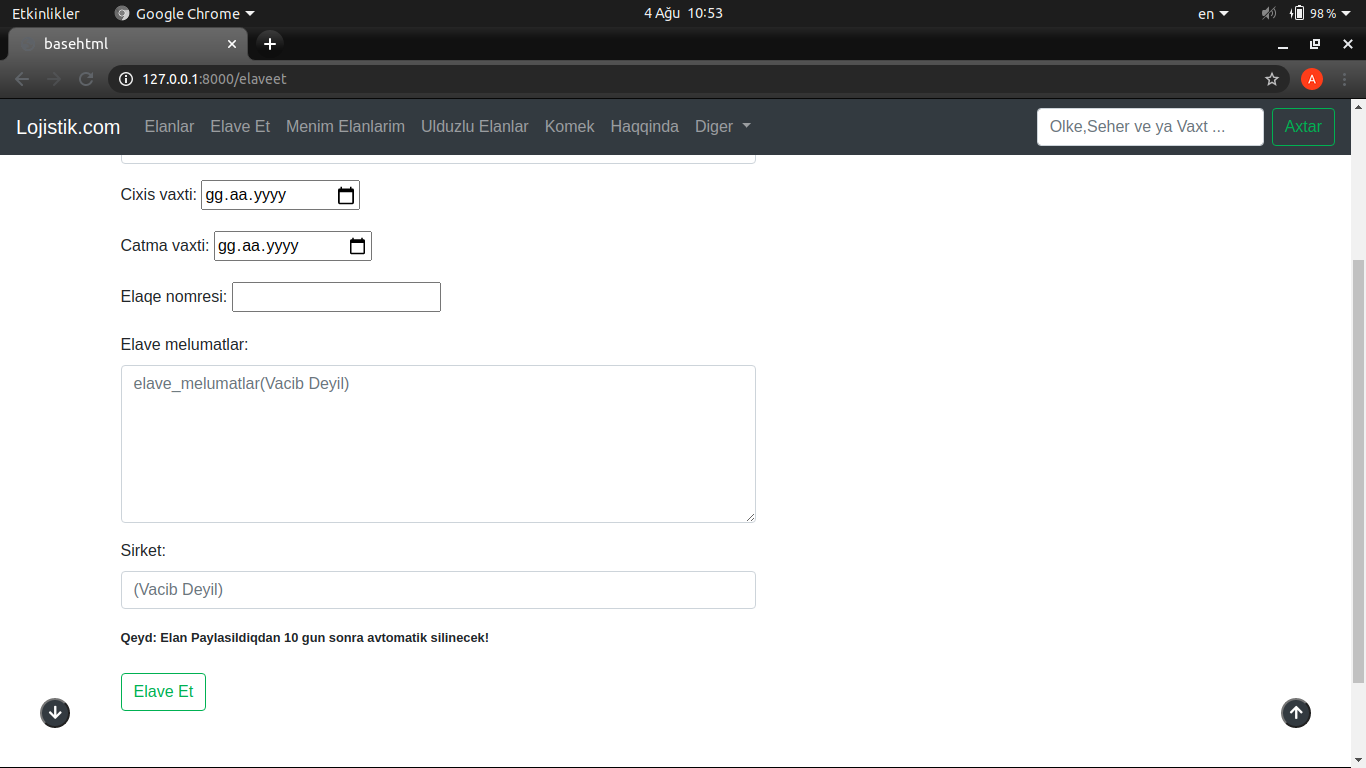 Etkinlikler Google Chrome 4 Ağu 10:53 en 98 %
basehtml
127.0.0.1:8000/elaveet A
Lojistik.com Elanlar Elave Et Menim Elanlarim Ulduzlu Elanlar Komek Haqqinda Diger Olke,Seher ve ya Vaxt ... Axtar
Cixis vaxti: gg.aa.yyyy
Catma vaxti: gg.aa.yyyy
Elaqe nomresi:
Elave melumatlar:
elave_melumatlar(Vacib Deyil)
Sirket:
(Vacib Deyil)
Qeyd: Elan Paylasildiqdan 10 gun sonra avtomatik silinecek!
Elave Et